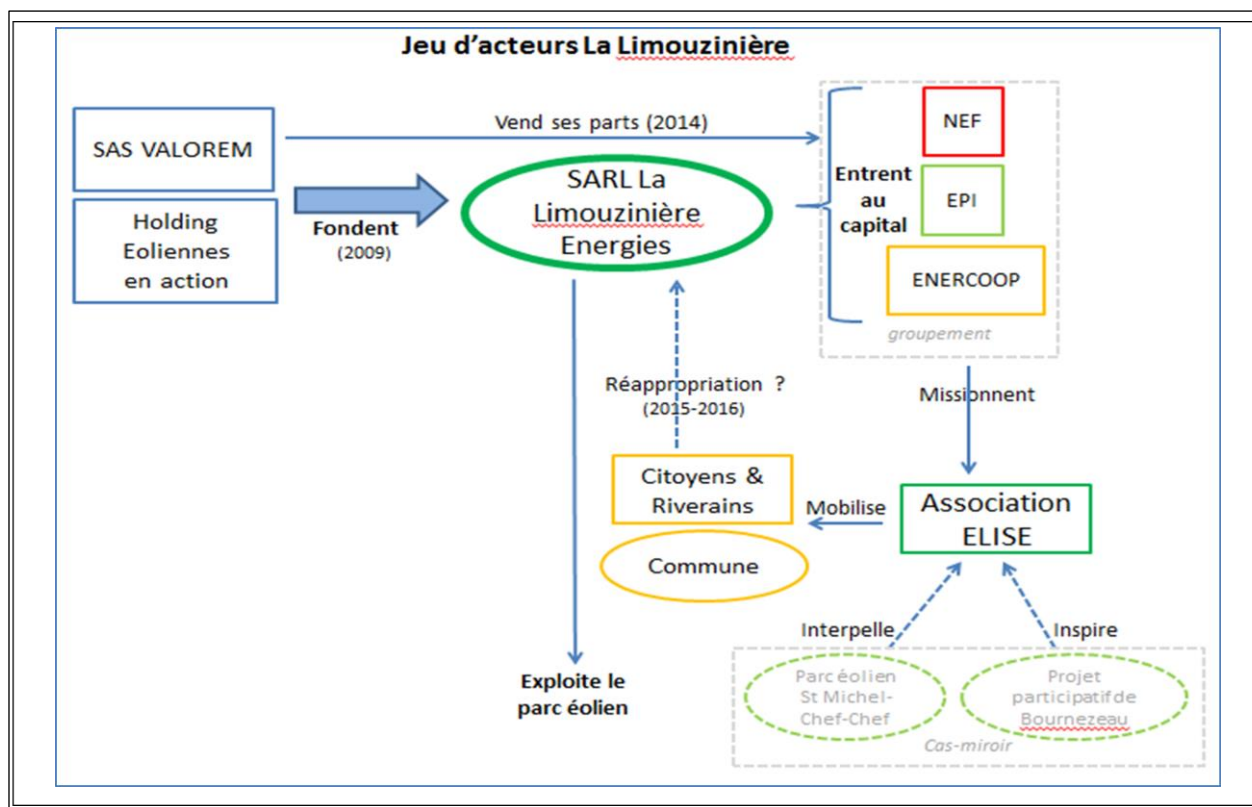 Jeu d'acteurs La Limouzinière
Vend ses parts (2014)
SAS VALOREM
Holding
Eoliennes
en action
Fondent
(2009)
SARL La
Limouzinière
Energies
Entrent
au
capital
NEF
EPI
ENERCOOP
groupement
Réappropriation ?
(2015-2016)
Missionnent
Citoyens &
Riverains
Mobilise
Association
ELISE
Commune
Interpelle
Inspire
Exploite le
parc éolien
Parc éolien
St Michel-
Chef-Chef
Projet
participatif de
Bournezeau
Cas-miroir